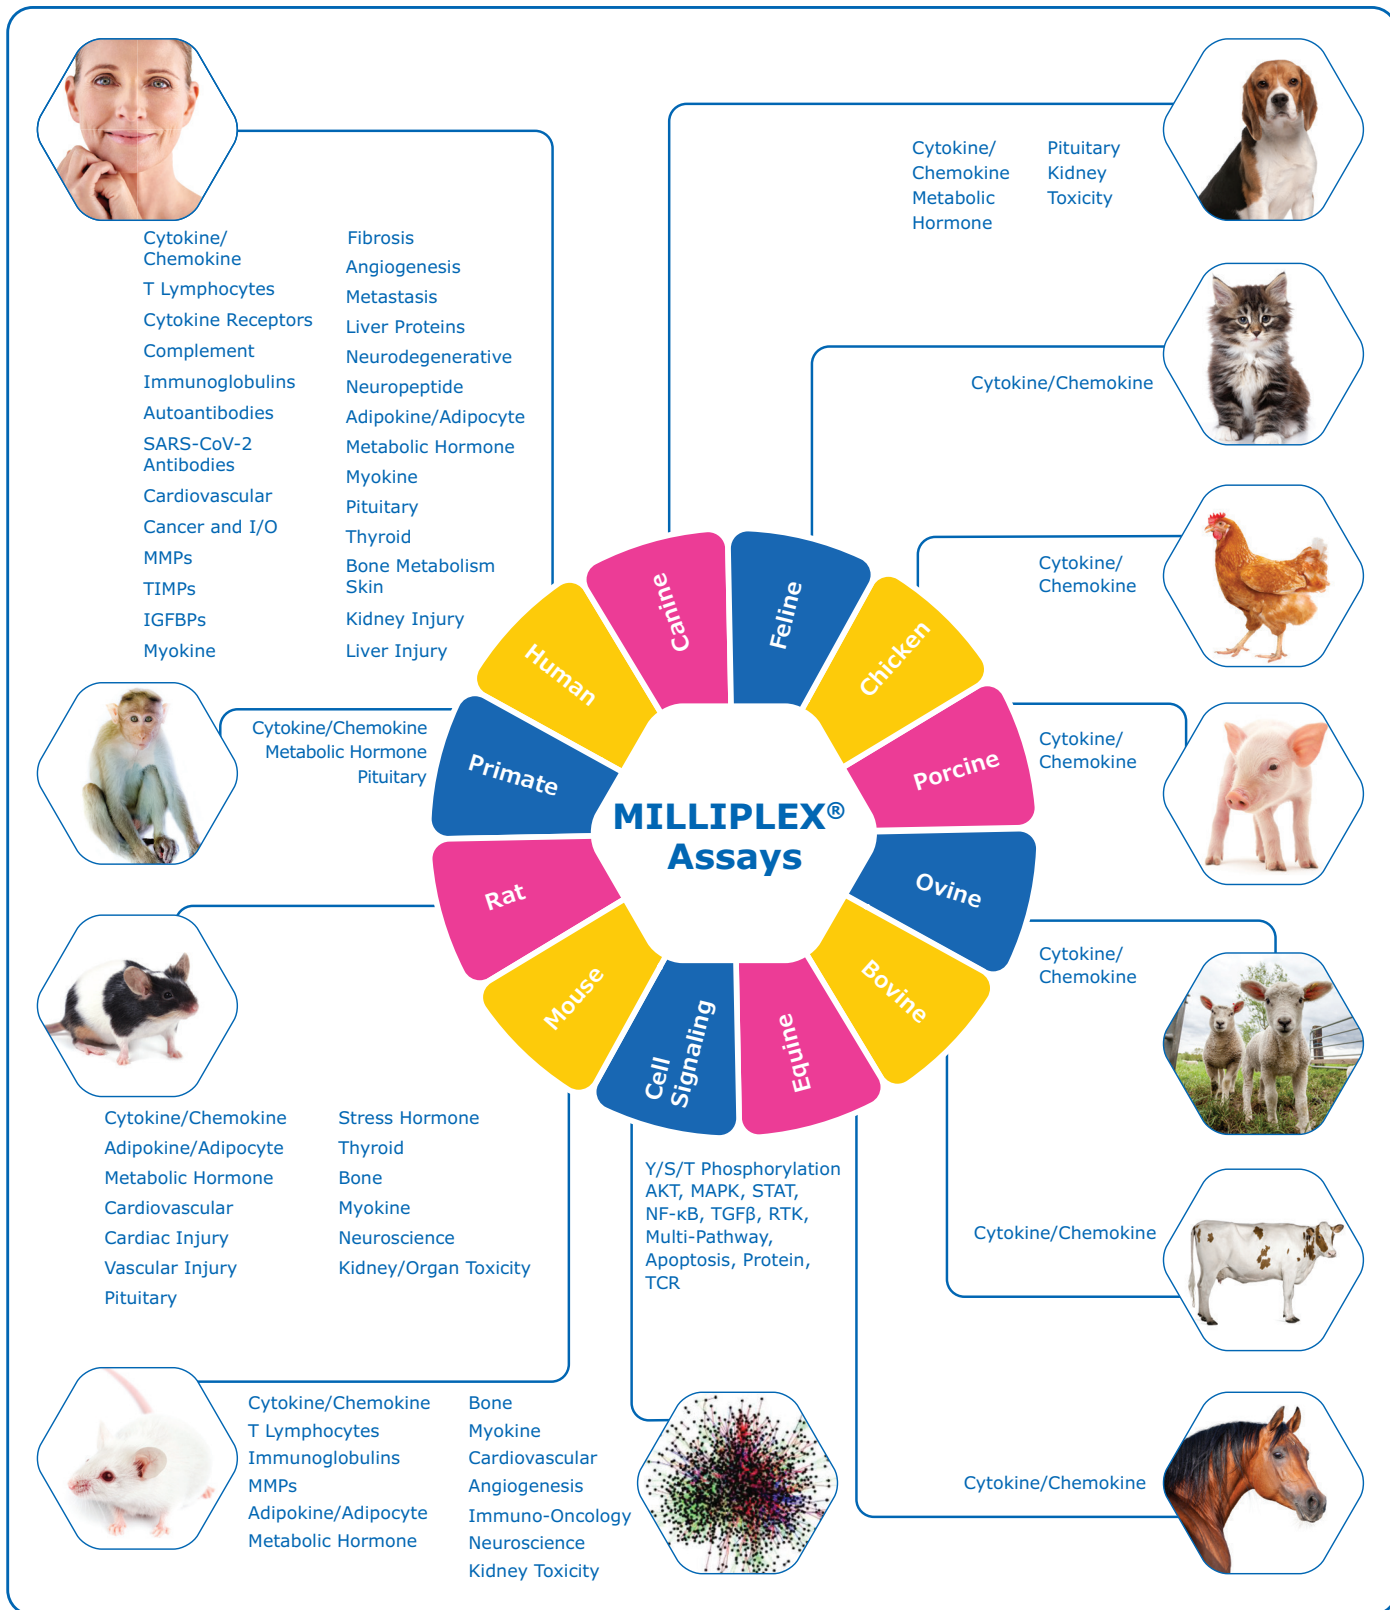 Cytokine/
Chemokine
T Lymphocytes
Cytokine Receptors
Complement
Immunoglobulins
Autoantibodies
SARS-CoV-2
Antibodies
Cardiovascular
Cancer and I/O
MMPs
TIMPs
IGFBPs
Myokine
Fibrosis
Angiogenesis
Metastasis
Liver Proteins
Neurodegenerative
Neuropeptide
Adipokine/Adipocyte
Metabolic Hormone
Myokine
Pituitary
Thyroid
Bone Metabolism
Skin
Kidney Injury
Liver Injury
Cytokine/
Chemokine
Metabolic
Hormone
Pituitary
Kidney
Toxicity
Cytokine/Chemokine
Cytokine/
Chemokine
Cytokine/
Chemokine
Cytokine/
Chemokine
Cytokine/Chemokine
Cytokine/Chemokine
Cytokine/Chemokine
Metabolic Hormone
Pituitary
Human
Canine
Feline
Chicken
Porcine
Ovine
Bovine
Equine
Cell
Signaling
Mouse
Rat
Primate
MILLIPLEX®
Assays
Cytokine/Chemokine
Adipokine/Adipocyte
Metabolic Hormone
Cardiovascular
Cardiac Injury
Vascular Injury
Pituitary
Stress Hormone
Thyroid
Bone
Myokine
Neuroscience
Kidney/Organ Toxicity
Y/S/T Phosphorylation
AKT, MAPK, STAT,
NF-κB, TGFβ, RTK,
Multi-Pathway,
Apoptosis, Protein,
TCR
Cytokine/Chemokine
T Lymphocytes
Immunoglobulins
MMPs
Adipokine/Adipocyte
Metabolic Hormone
Bone
Myokine
Cardiovascular
Angiogenesis
Immuno-Oncology
Neuroscience
Kidney Toxicity